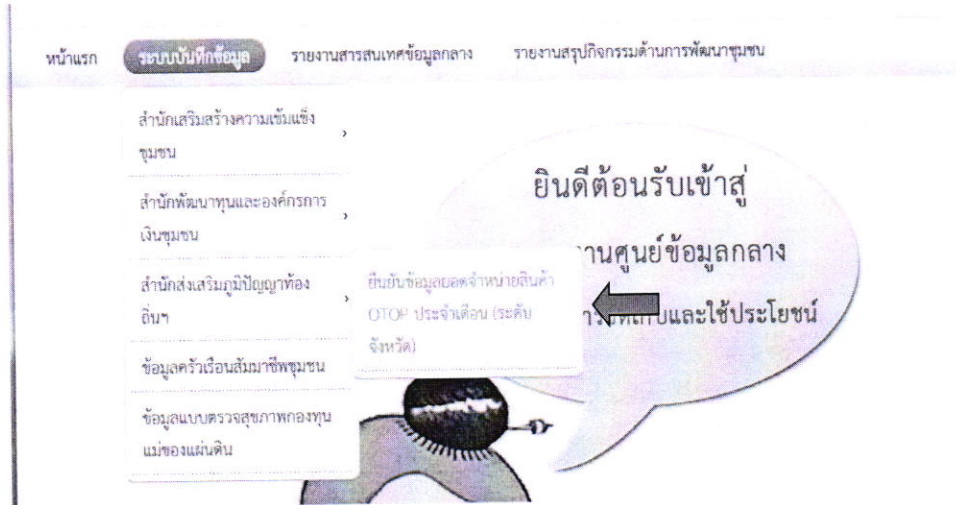 หน้าแรก ระบบบันทึกข้อมูล รายงานสารสนเทศข้อมูลกลาง รายงานสรุปกิจกรรมด้านการพัฒนาชุมชน
สำนักเสริมสร้างความเข้มแข็ง
ชุมชน
สำนักพัฒนาทุนและองค์กรการ
เงินชุมชน
สำนักส่งเสริมภูมิปัญญาท้อง
ถิ่นฯ
ข้อมูลครัวเรือนสัมมาชีพชุมชน
ข้อมูลแบบตรวจสุขภาพกองทุน
แม่ของแผ่นดิน
ยืนยันข้อมูลยอดจำหน่ายสินค้า
OTOP ประจำเดือน (ระดับ
จังหวัด)
ยินดีต้อนรับเข้าสู่
านศูนย์ข้อมูลกลาง
และใช้ประโยชน์